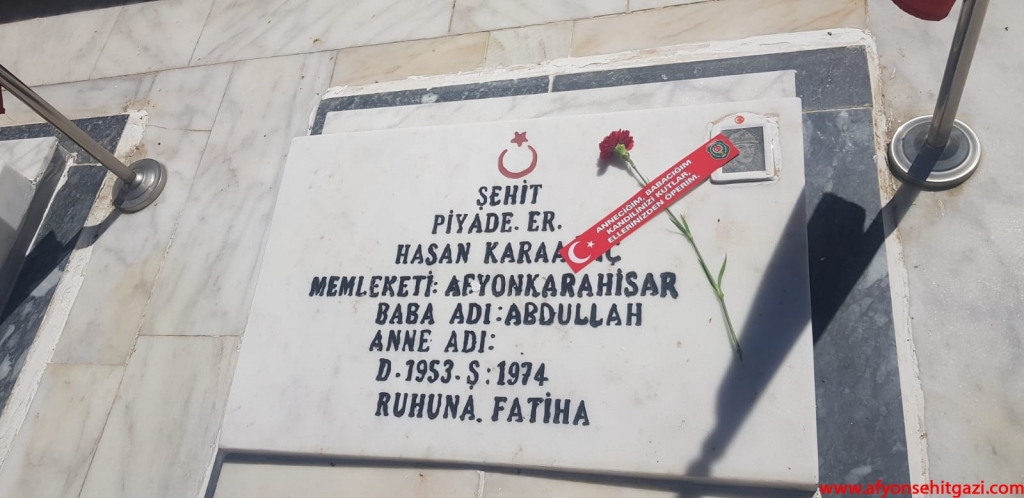 ŞEHİT
PİYADE. ER.
HASAN
MEMLEKETİ: AFYONKARAHİSAR
BABA ADI: ABDULLAH
ANNE ADI:
D. 1953. Ş: 1974
RUHUNA. FATİHA
ANNECİĞİM, BABACIĞIM
KANDİLİNİZİ KUTLAR,
ELLERİNİZDEN ÖPERİM.
www.afyonsehitgazi.com